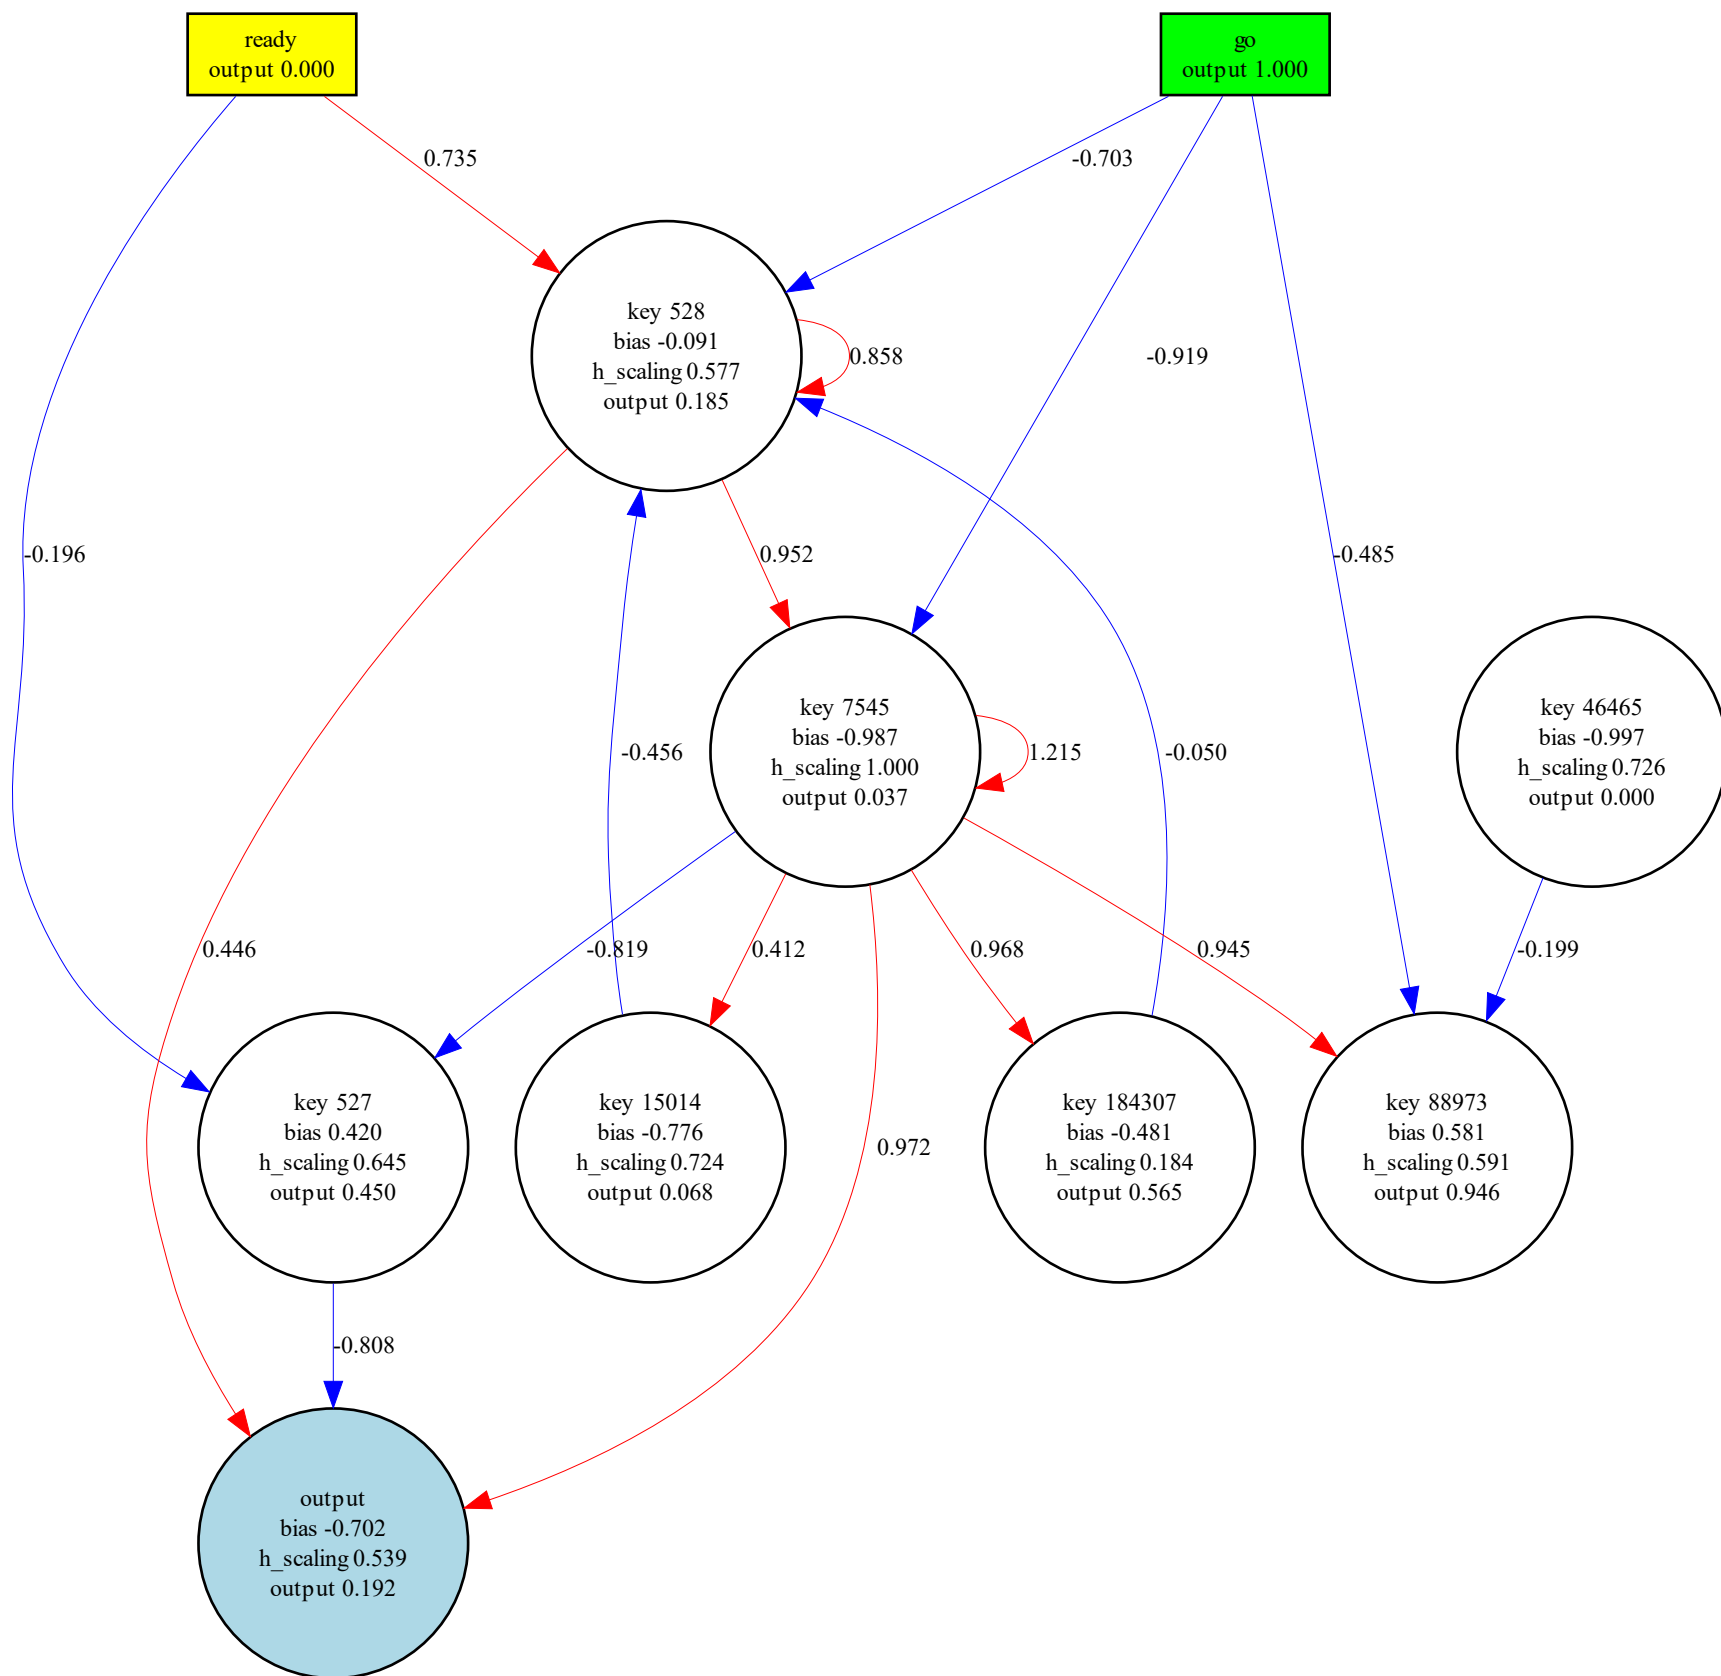 ready
output 0.000
go
output 1.000
0.735
-0.703
key 528
bias -0.091
h_scaling 0.577
output 0.185
0.858
-0.919
-0.196
0.952
-0.485
key 7545
bias -0.987
h_scaling 1.000
output 0.037
1.215
-0.456
-0.050
key 46465
bias -0.997
h_scaling 0.726
output 0.000
0.446
-0.819
0.412
0.968
0.945
-0.199
key 527
bias 0.420
h_scaling 0.645
output 0.450
key 15014
bias -0.776
h_scaling 0.724
output 0.068
0.972
key 184307
bias -0.481
h_scaling 0.184
output 0.565
key 88973
bias 0.581
h_scaling 0.591
output 0.946
-0.808
output
bias -0.702
h_scaling 0.539
output 0.192